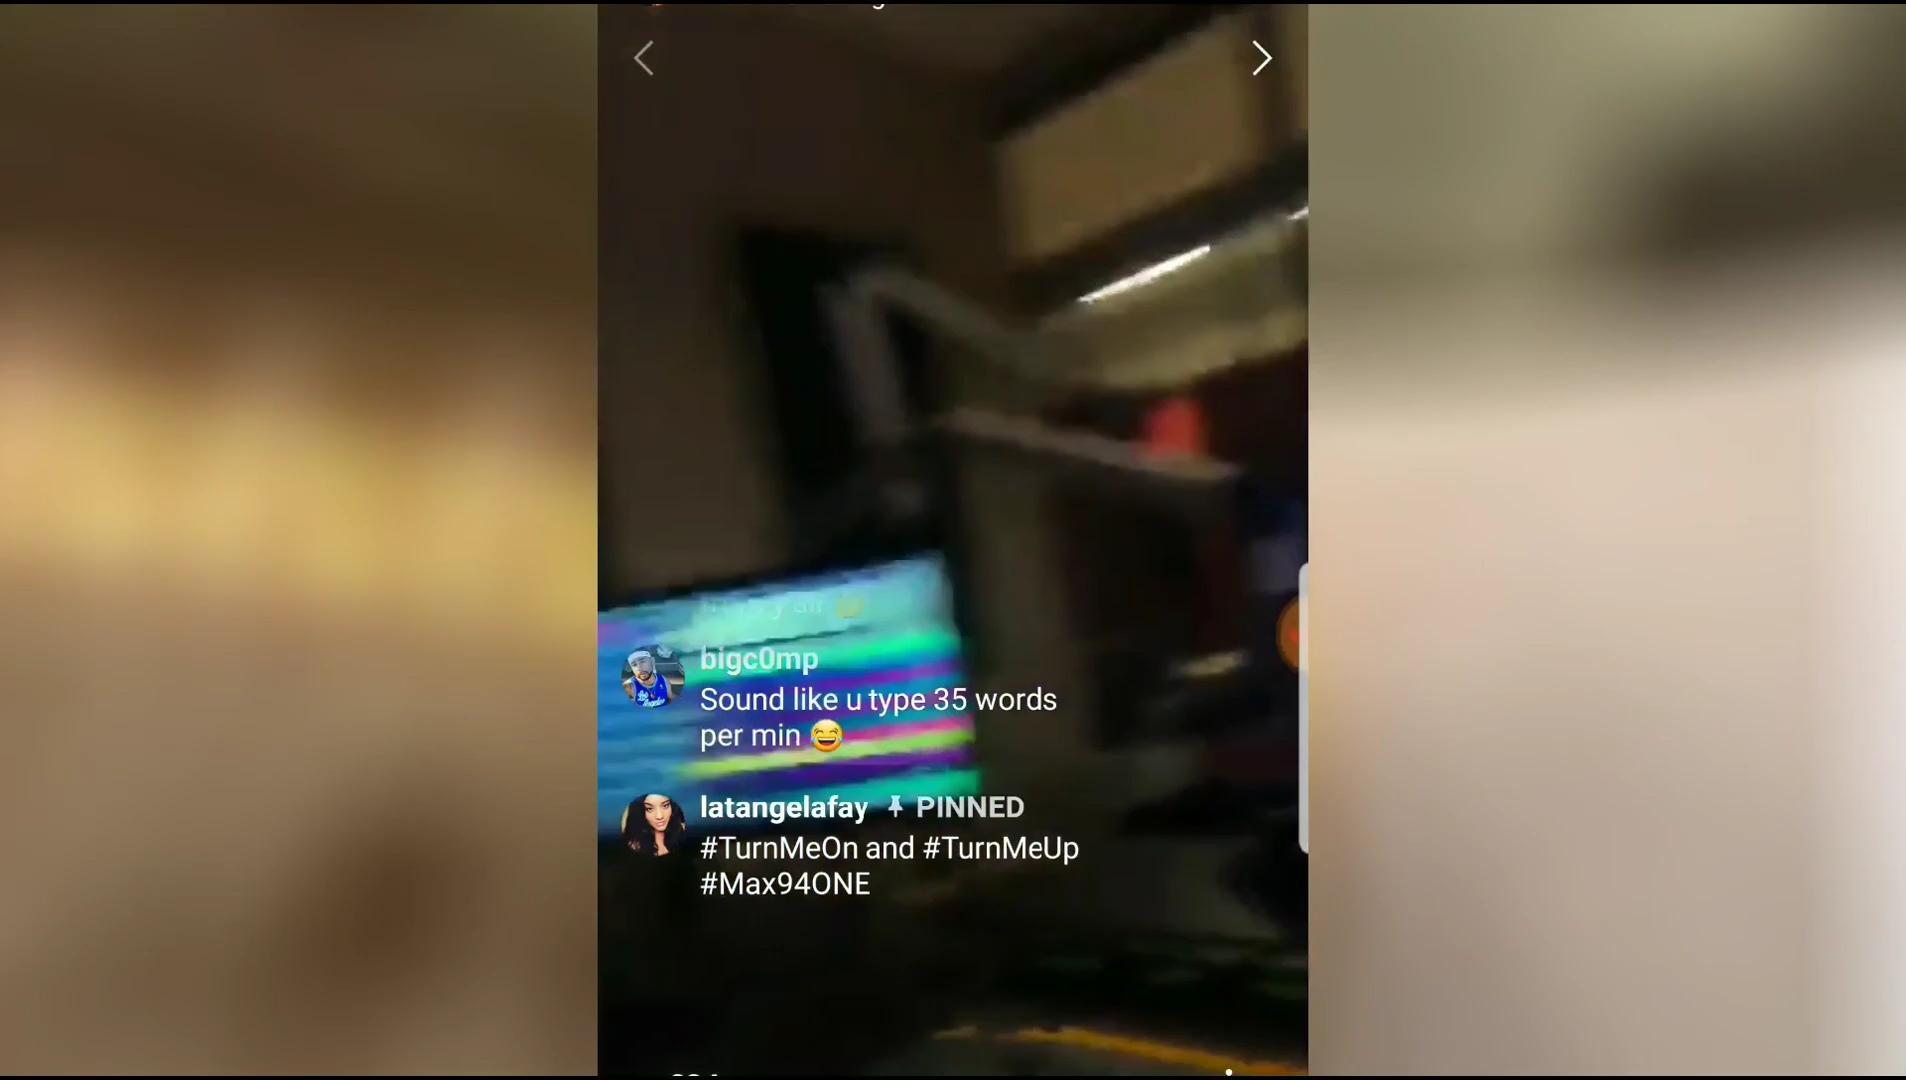 bigc0mp
Sound like u type 35 words
per min 😂
latangelafay PINNED
#TurnMeOn and #TurnMeUp
#Max94ONE